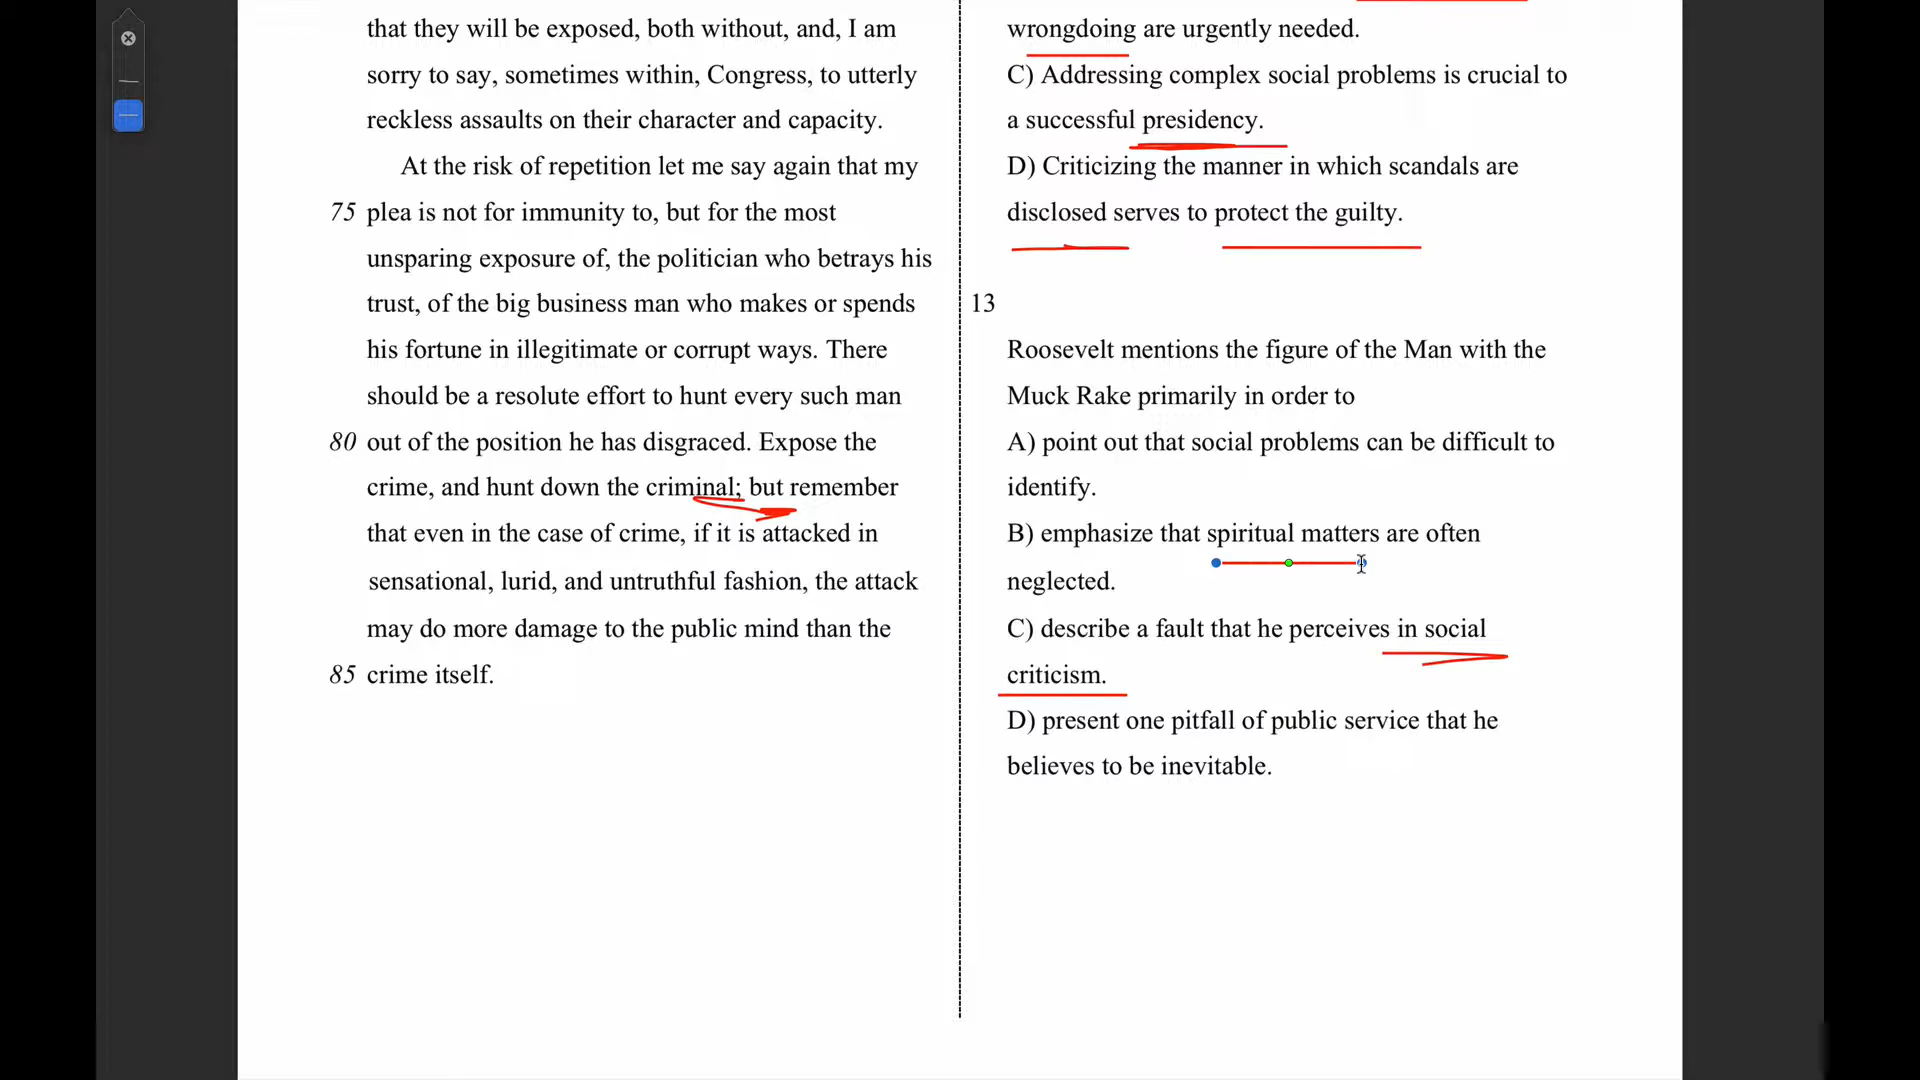 that they will be exposed, both without, and, I am
sorry to say, sometimes within, Congress, to utterly
reckless assaults on their character and capacity.
At the risk of repetition let me say again that my
75 plea is not for immunity to, but for the most
unsparing exposure of, the politician who betrays his
trust, of the big business man who makes or spends
his fortune in illegitimate or corrupt ways. There
should be a resolute effort to hunt every such man
80 out of the position he has disgraced. Expose the
crime, and hunt down the criminal; but remember
that even in the case of crime, if it is attacked in
sensational, lurid, and untruthful fashion, the attack
may do more damage to the public mind than the
85 crime itself.
wrongdoing are urgently needed.
C) Addressing complex social problems is crucial to
a successful presidency.
D) Criticizing the manner in which scandals are
disclosed serves to protect the guilty.
13
Roosevelt mentions the figure of the Man with the
Muck Rake primarily in order to
A) point out that social problems can be difficult to
identify.
B) emphasize that spiritual matters are often
neglected.
C) describe a fault that he perceives in social
criticism.
D) present one pitfall of public service that he
believes to be inevitable.